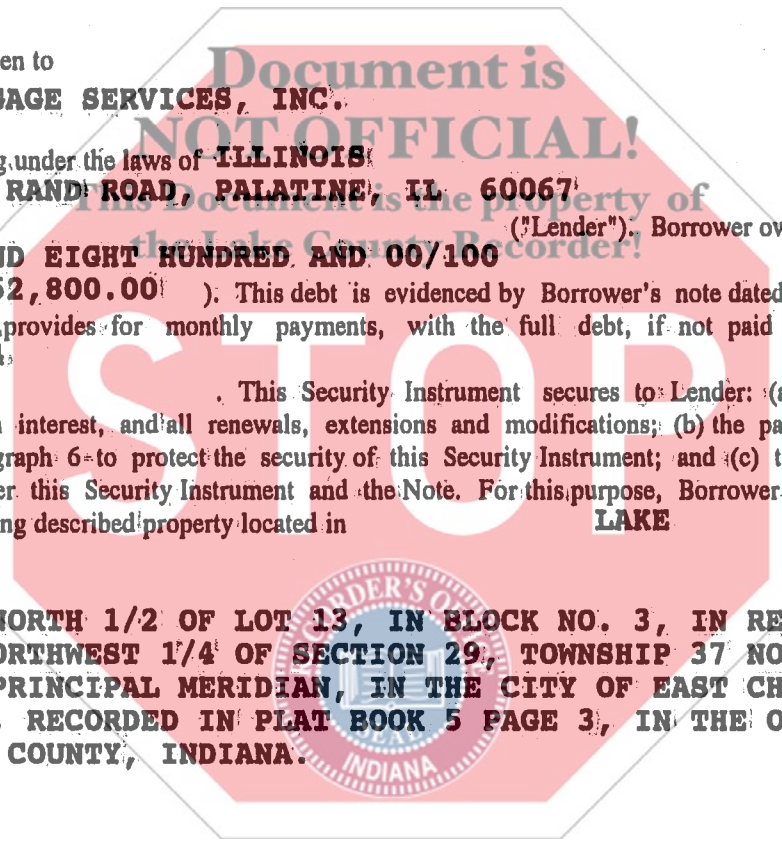 Document is
en to
GAGE SERVICES, INC.
NOT OFFICIAL!
g under the laws of ILLINOIS
RAND ROAD, PALATINE, IL 60067
This Document is the property of
("Lender"). Borrower ow
the Lake County Recorder!
ND EIGHT HUNDRED AND 00/100
52,800.00 ). This debt is evidenced by Borrower's note dated
provides for monthly payments, with the full debt, if not paid
STOP
. This Security Instrument secures to Lender: (a
interest, and all renewals, extensions and modifications; (b) the pa
graph 6 to protect the security of this Security Instrument; and (c) t
er this Security Instrument and the Note. For this purpose, Borrower
ng described property located in LAKE
RECORDER'S OFFICE
NORTH 1/2 OF LOT 13, IN BLOCK NO. 3, IN RE
ORTHWEST 1/4 OF SECTION 29, TOWNSHIP 37 NO
PRINCIPAL MERIDIAN, IN THE CITY OF EAST CH
RECORDED IN PLAT BOOK 5 PAGE 3, IN THE O
SEAL
COUNTY, INDIANA.
INDIANA